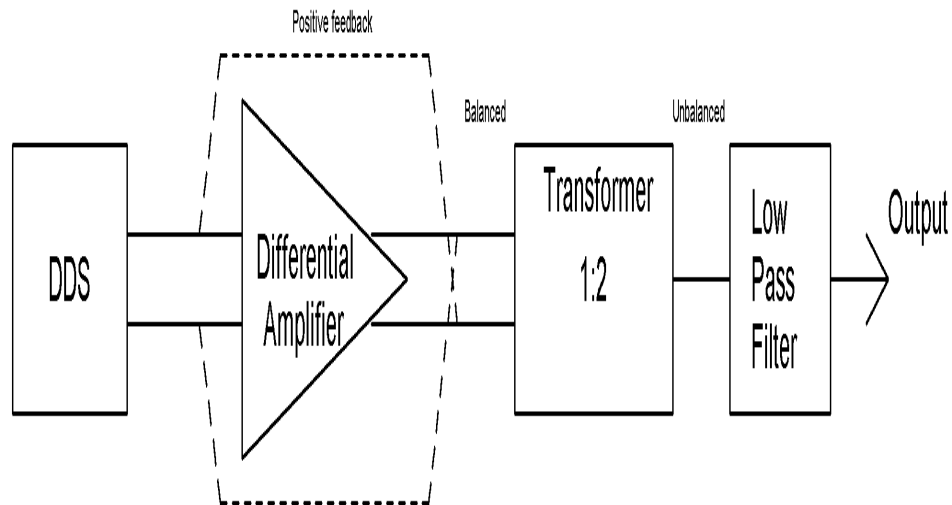 Positive feedback
Balanced
Unbalanced
DDS
Differential
Amplifier
Transformer
1:2
Low
Pass
Filter
Output